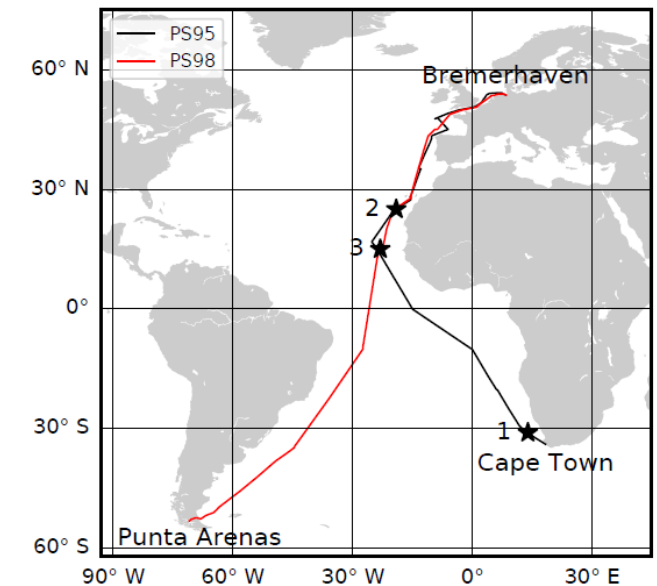 PS95
PS98
60° N
Bremerhaven
30° N
2
3
0°
30° S
1
Cape Town
Punta Arenas
60° S
90° W 60° W 30° W 0° 30° E